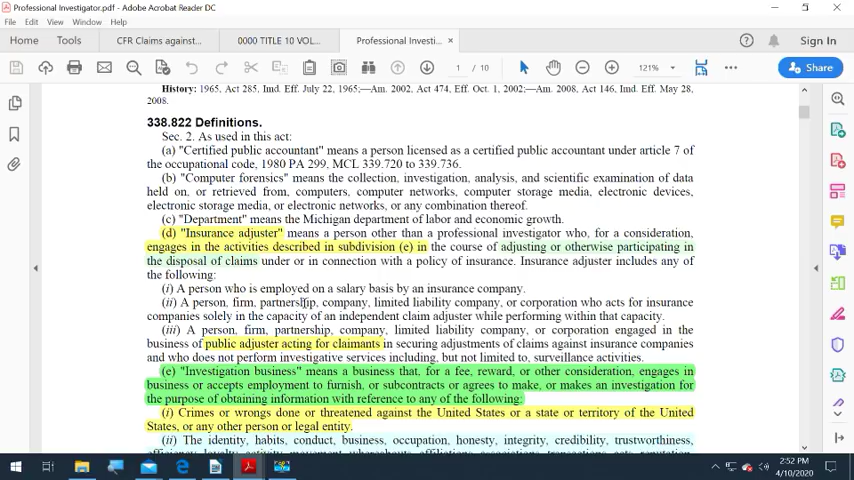 Professional Investigator.pdf - Adobe Acrobat Reader DC
File Edit View Window Help
Home Tools CFR Claims against... 0000 TITLE 10 VOL... Professional Investi... × Sign In
1 / 10 121% Share
History: 1965, Act 285, Imd. Eff. July 22, 1965;—Am. 2002, Act 474, Eff. Oct. 1, 2002;—Am. 2008, Act 146, Imd. Eff. May 28,
2008.
338.822 Definitions.
Sec. 2. As used in this act:
(a) "Certified public accountant" means a person licensed as a certified public accountant under article 7 of
the occupational code, 1980 PA 299, MCL 339.720 to 339.736.
(b) "Computer forensics" means the collection, investigation, analysis, and scientific examination of data
held on, or retrieved from, computers, computer networks, computer storage media, electronic devices,
electronic storage media, or electronic networks, or any combination thereof.
(c) "Department" means the Michigan department of labor and economic growth.
(d) "Insurance adjuster" means a person other than a professional investigator who, for a consideration,
engages in the activities described in subdivision (e) in the course of adjusting or otherwise participating in
the disposal of claims under or in connection with a policy of insurance. Insurance adjuster includes any of
the following:
(i) A person who is employed on a salary basis by an insurance company.
(ii) A person, firm, partnership, company, limited liability company, or corporation who acts for insurance
companies solely in the capacity of an independent claim adjuster while performing within that capacity.
(iii) A person, firm, partnership, company, limited liability company, or corporation engaged in the
business of public adjuster acting for claimants in securing adjustments of claims against insurance companies
and who does not perform investigative services including, but not limited to, surveillance activities.
(e) "Investigation business" means a business that, for a fee, reward, or other consideration, engages in
business or accepts employment to furnish, or subcontracts or agrees to make, or makes an investigation for
the purpose of obtaining information with reference to any of the following:
(i) Crimes or wrongs done or threatened against the United States or a state or territory of the United
States, or any other person or legal entity.
(ii) The identity, habits, conduct, business, occupation, honesty, integrity, credibility, trustworthiness,
2:52 PM
4/10/2020